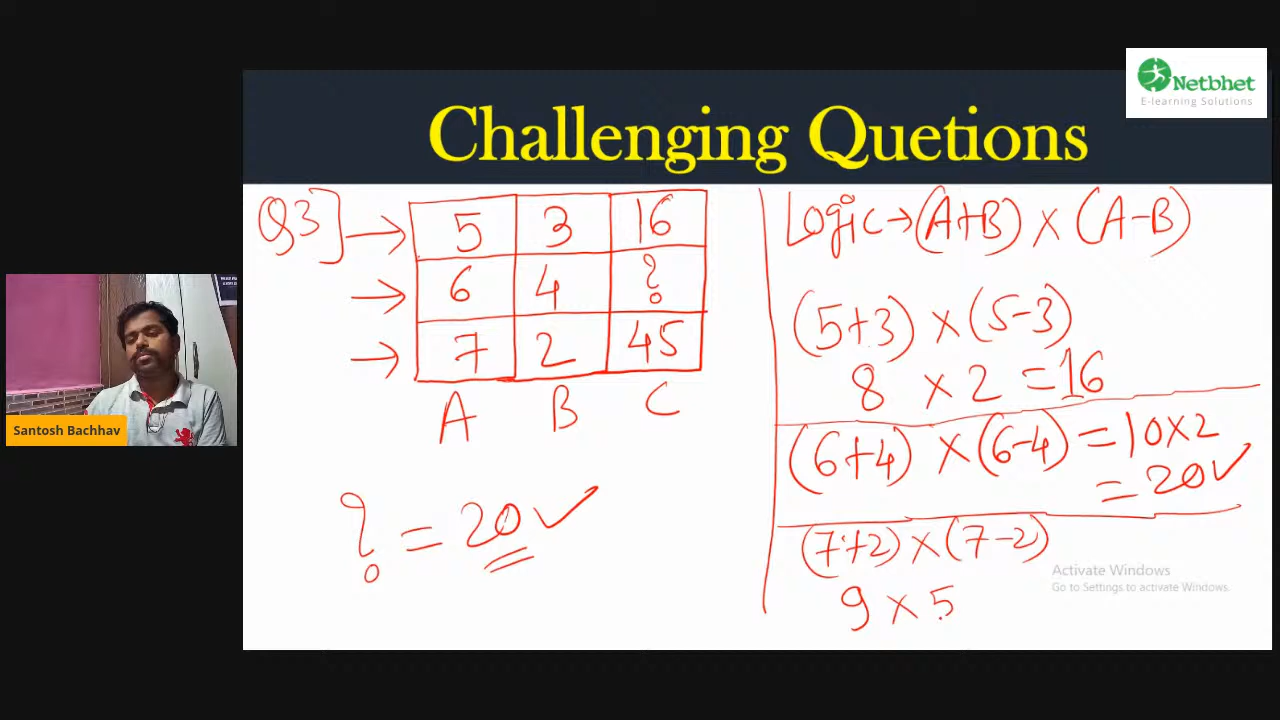 Netbhet
E-learning Solutions
Challenging Quetions
Q3]
→ 5 3 16
→ 6 4 ?
→ 7 2 45
A B C
? = 20 ✓
Logic → (A+B) × (A-B)
(5+3) × (5-3)
8 × 2 = 16
(6+4) × (6-4) = 10×2
= 20 ✓
(7+2) × (7-2)
9 × 5
Santosh Bachhav
Activate Windows
Go to Settings to activate Windows.